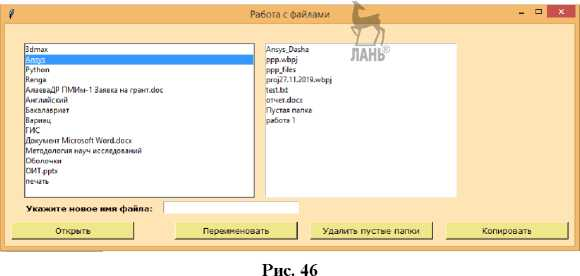 Работа с файлами
ЛАНЬ®
3dmax
Ansys
Python
Renga
АлаеваДР ПМИм-1 Заявка на грант.doc
Английский
Бакалавриат
Вариец
ГИС
Документ Microsoft Word.docx
Методология науч исследований
Оболочки
ОИТ.pptx
печать
Ansys_Dasha
ppp.wbpj
ppp_files
proj27.11.2019.wbpj
test.txt
отчет.docx
Пустая папка
работа 1
Укажите новое имя файла:
Открыть Переименовать Удалить пустые папки Копировать
Рис. 46